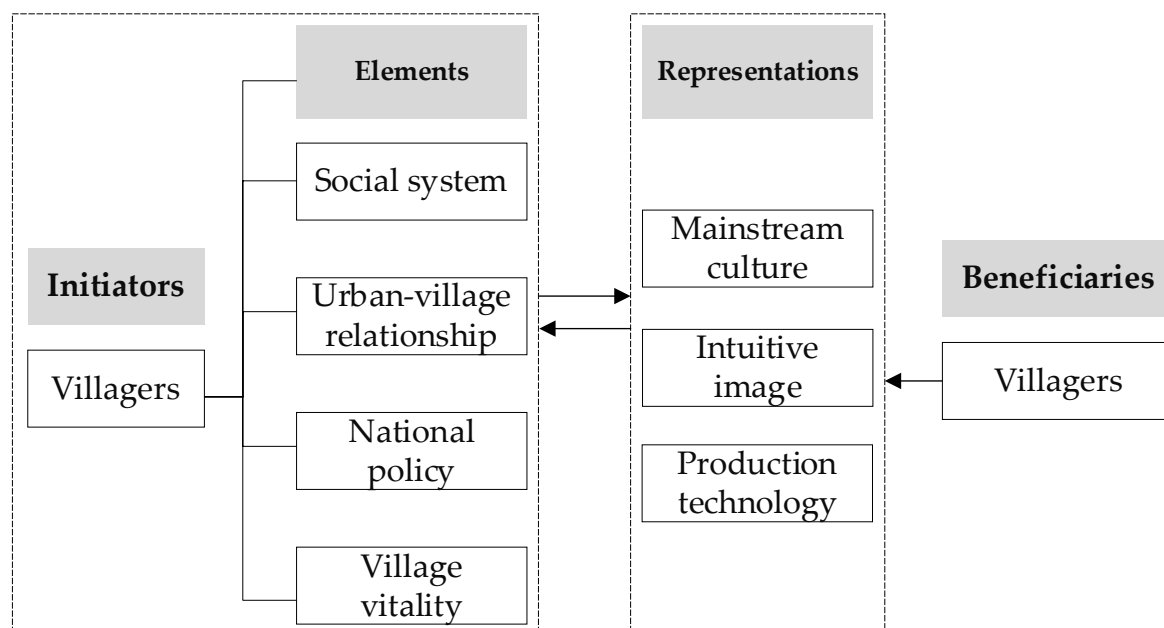 Elements
Representations
Social system
Mainstream
culture
Initiators
Urban-village
relationship
Beneficiaries
Villagers
Intuitive
image
Villagers
National
policy
Production
technology
Village
vitality